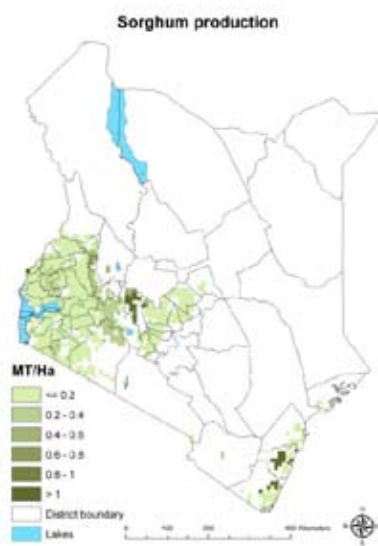 Sorghum production
MT/Ha
<= 0.2
0.2 - 0.4
0.4 - 0.5
0.6 - 0.8
0.8 - 1
> 1
District boundary
Lakes
0
100
200
400 Kilometers